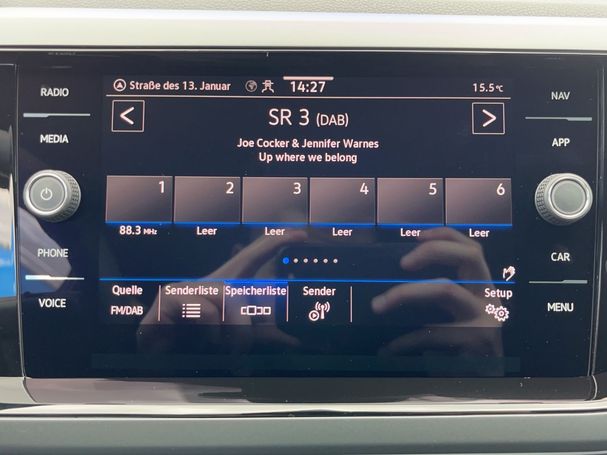 RADIO
MEDIA
PHONE
VOICE
Straße des 13. Januar
14:27
15.5°C
SR 3 (DAB)
Joe Cocker & Jennifer Warnes
Up where we belong
1 2 3 4 5 6
88.3 MHz Leer Leer Leer Leer Leer
Quelle Senderliste Speicherliste Sender Setup
FM/DAB
NAV
APP
CAR
MENU